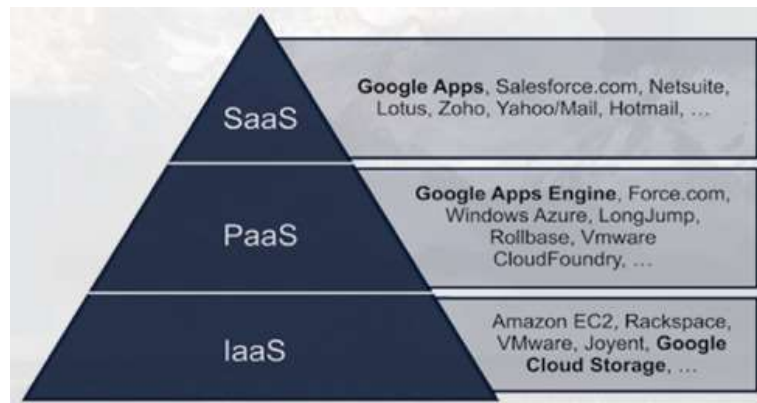 SaaS
Google Apps, Salesforce.com, Netsuite,
Lotus, Zoho, Yahoo/Mail, Hotmail, …
PaaS
Google Apps Engine, Force.com,
Windows Azure, LongJump,
Rollbase, Vmware
CloudFoundry, …
IaaS
Amazon EC2, Rackspace,
VMware, Joyent, Google
Cloud Storage, …